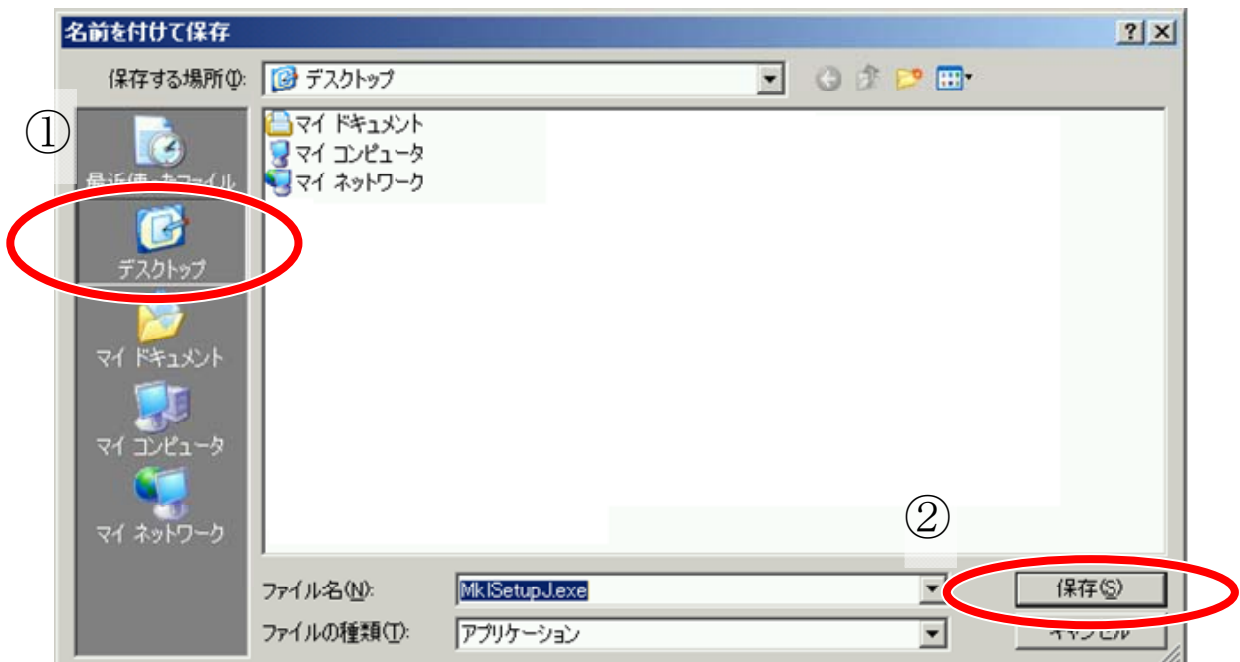 名前を付けて保存
保存する場所(I):
デスクトップ
①
マイ ドキュメント
マイ コンピュータ
マイ ネットワーク
デスクトップ
マイ ドキュメント
マイ コンピュータ
マイ ネットワーク
②
ファイル名(N):
MklSetupJ.exe
保存(S)
ファイルの種類(T):
アプリケーション